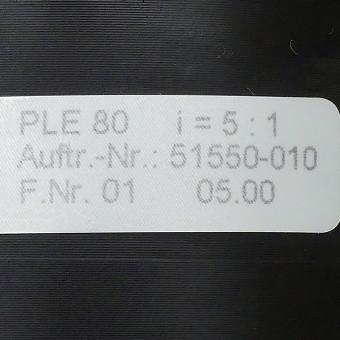 PLE 80 i = 5 : 1
Auftr.-Nr.: 51550-010
F.Nr. 01 05.00